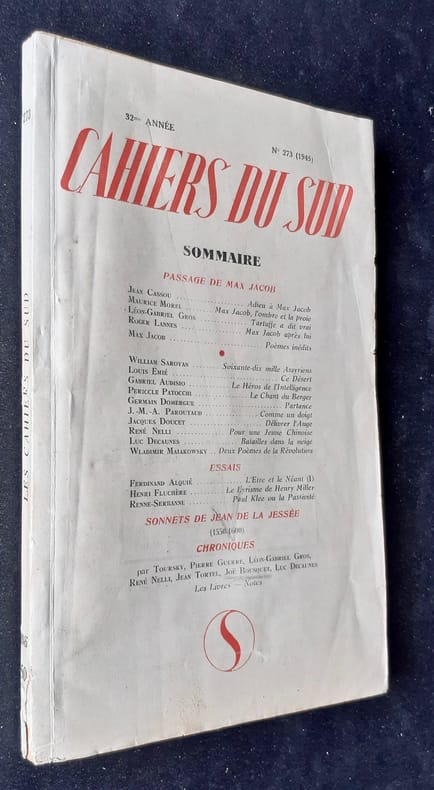 32me ANNÉE
N° 273 (1945)
CAHIERS DU SUD
SOMMAIRE
PASSAGE DE MAX JACOB
JEAN CASSOU .......... Adieu à Max Jacob
MAURICE MOREL .......... Max Jacob, l'ombre et la proie
LÉON-GABRIEL GROS .......... Tartuffe a dit vrai
ROGER LANNES .......... Max Jacob après lui
MAX JACOB .......... Poèmes inédits
WILLIAM SAROYAN .......... Soixante-dix mille Assyriens
LOUIS EMIÉ .......... Ce Désert
GABRIEL AUDISIO .......... Le Héros de l'Intelligence
PERICLE PATOCCHI .......... Le Chant du Berger
GERMAIN DOMERGUE .......... Partance
J.-M.-A. PAROUTAUD .......... Comme un doigt
JACQUES DOUCET .......... Délivrer l'Ange
RENÉ NELLI .......... Pour une Jeune Chinoise
LUC DECAUNES .......... Batailles dans la neige
WLADIMIR MAIAKOWSKY .. Deux Poèmes de la Révolution
ESSAIS
FERDINAND ALQUIÉ .......... L'Etre et le Néant (I)
HENRI FLUCHÈRE .......... Le Lyrisme de Henry Miller
RENNE-SERBANNE .......... Paul Klee ou la Passivité
SONNETS DE JEAN DE LA JESSÉE
(1550-1600)
CHRONIQUES
par TOURSKY, PIERRE GUERRE, LÉON-GABRIEL GROS,
RENÉ NELLI, JEAN TORTEL, JOË BOUSQUET, LUC DECAUNES
Les Livres — Notes
S
273
LES CAHIERS DU SUD